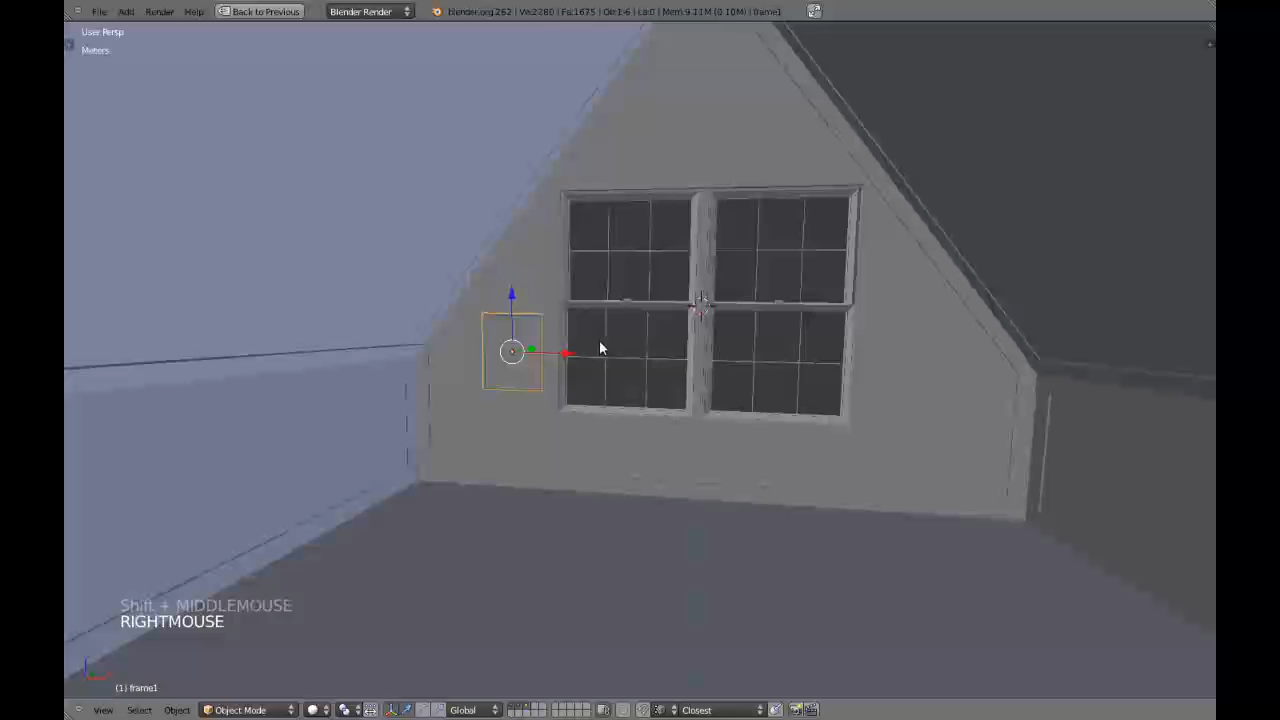 File Add Render Help Back to Previous Blender Render blender.org 262 | Ve:2280 | Fa:1675 | Ob:1-6 | La:0 | Mem:9.11M (0.10M) | frame1
User Persp
Meters
Shift + MIDDLEMOUSE
RIGHTMOUSE
(1) frame1
View Select Object Object Mode Global Closest